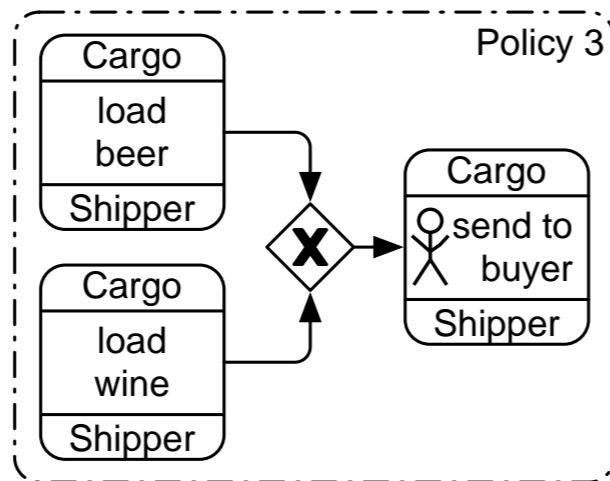 Policy 3
Cargo
load
beer
Shipper
Cargo
load
wine
Shipper
X
Cargo
send to
buyer
Shipper